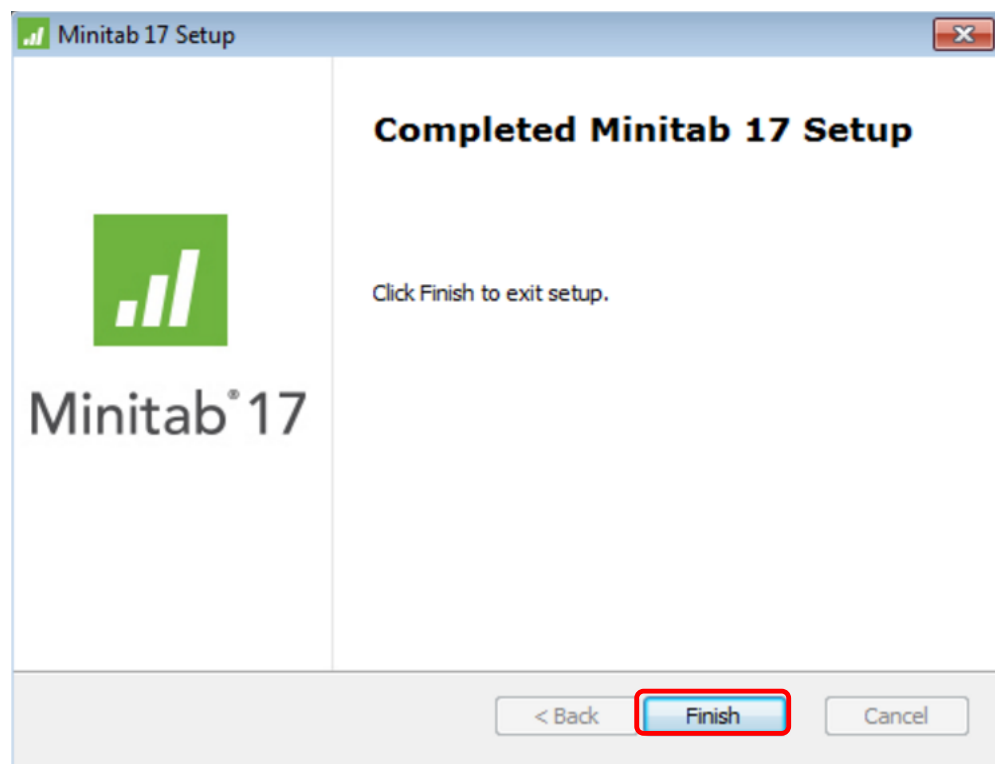 Minitab 17 Setup
Completed Minitab 17 Setup
Click Finish to exit setup.
Minitab® 17
< Back
Finish
Cancel